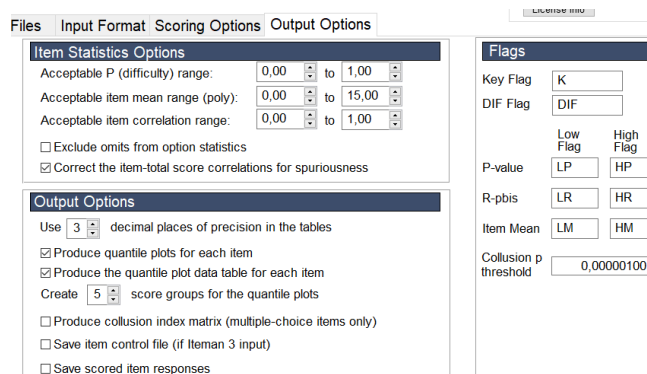 License info
Files Input Format Scoring Options Output Options
Item Statistics Options
Acceptable P (difficulty) range: 0,00 to 1,00
Acceptable item mean range (poly): 0,00 to 15,00
Acceptable item correlation range: 0,00 to 1,00
Exclude omits from option statistics
Correct the item-total score correlations for spuriousness
Output Options
Use 3 decimal places of precision in the tables
Produce quantile plots for each item
Produce the quantile plot data table for each item
Create 5 score groups for the quantile plots
Produce collusion index matrix (multiple-choice items only)
Save item control file (if Iteman 3 input)
Save scored item responses
Flags
Key Flag K
DIF Flag DIF
Low Flag High Flag
P-value LP HP
R-pbis LR HR
Item Mean LM HM
Collusion p threshold 0,00000100